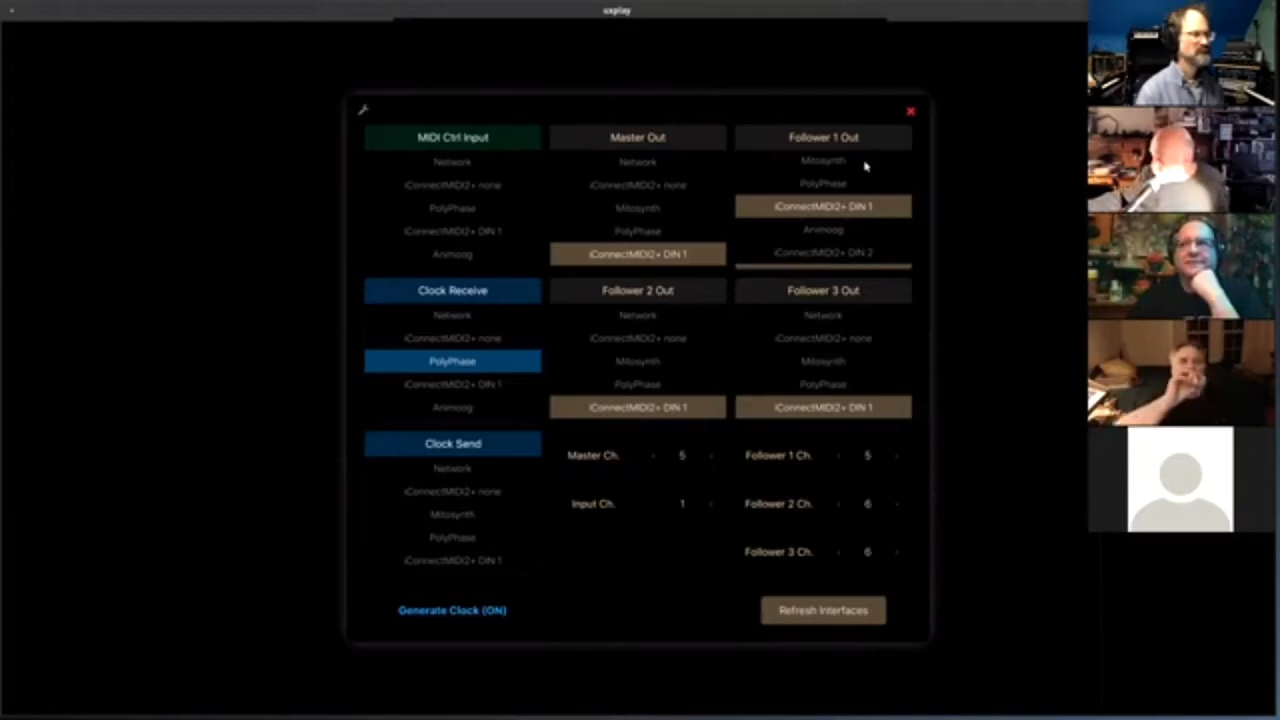 uxplay
MIDI Ctrl Input
Network
iConnectMIDI2+ none
PolyPhase
iConnectMIDI2+ DIN 1
Animoog
Master Out
Network
iConnectMIDI2+ none
Mitosynth
PolyPhase
iConnectMIDI2+ DIN 1
Follower 1 Out
Mitosynth
PolyPhase
iConnectMIDI2+ DIN 1
Animoog
iConnectMIDI2+ DIN 2
Clock Receive
Network
iConnectMIDI2+ none
PolyPhase
iConnectMIDI2+ DIN 1
Animoog
Follower 2 Out
Network
iConnectMIDI2+ none
Mitosynth
PolyPhase
iConnectMIDI2+ DIN 1
Follower 3 Out
Network
iConnectMIDI2+ none
Mitosynth
PolyPhase
iConnectMIDI2+ DIN 1
Clock Send
Network
iConnectMIDI2+ none
Mitosynth
PolyPhase
iConnectMIDI2+ DIN 1
Master Ch. 5
Input Ch. 1
Follower 1 Ch. 5
Follower 2 Ch. 6
Follower 3 Ch. 6
Generate Clock (ON)
Refresh Interfaces